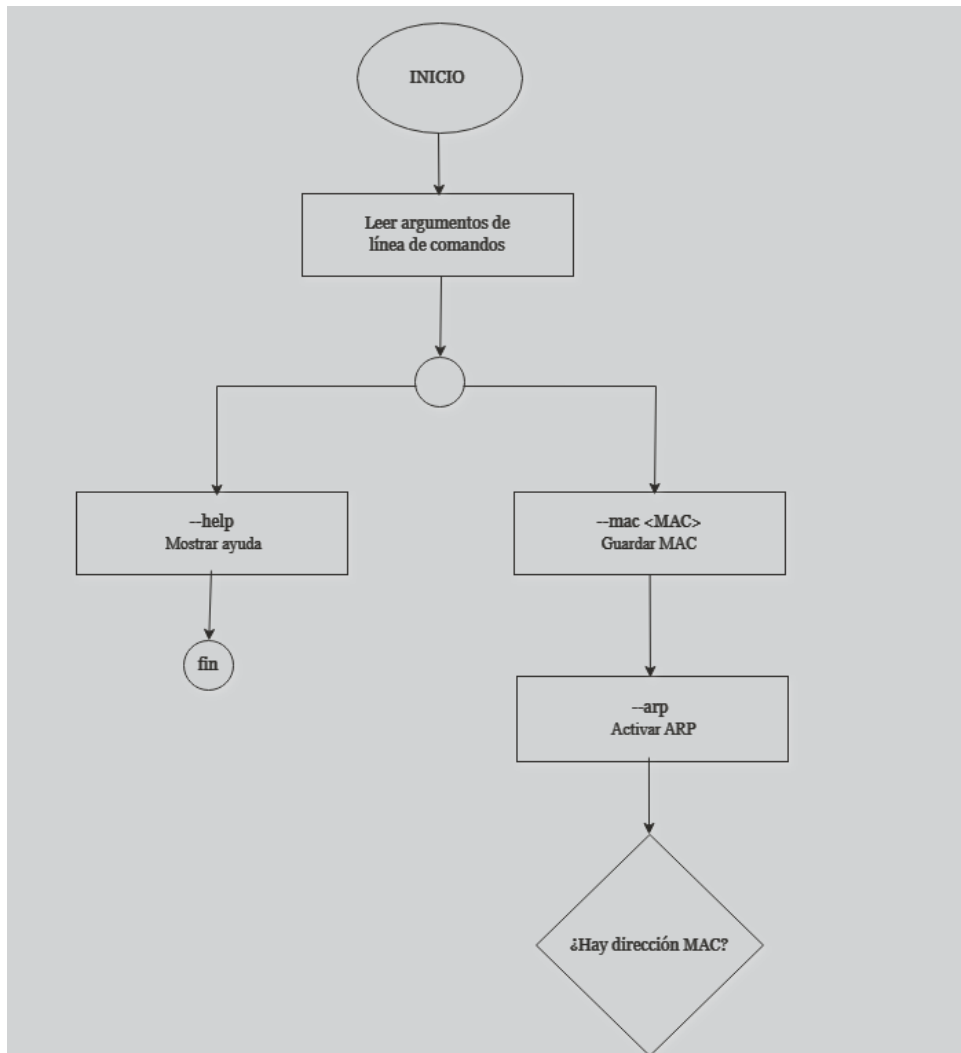 INICIO
Leer argumentos de
línea de comandos
--help
Mostrar ayuda
--mac <MAC>
Guardar MAC
fin
--arp
Activar ARP
¿Hay dirección MAC?